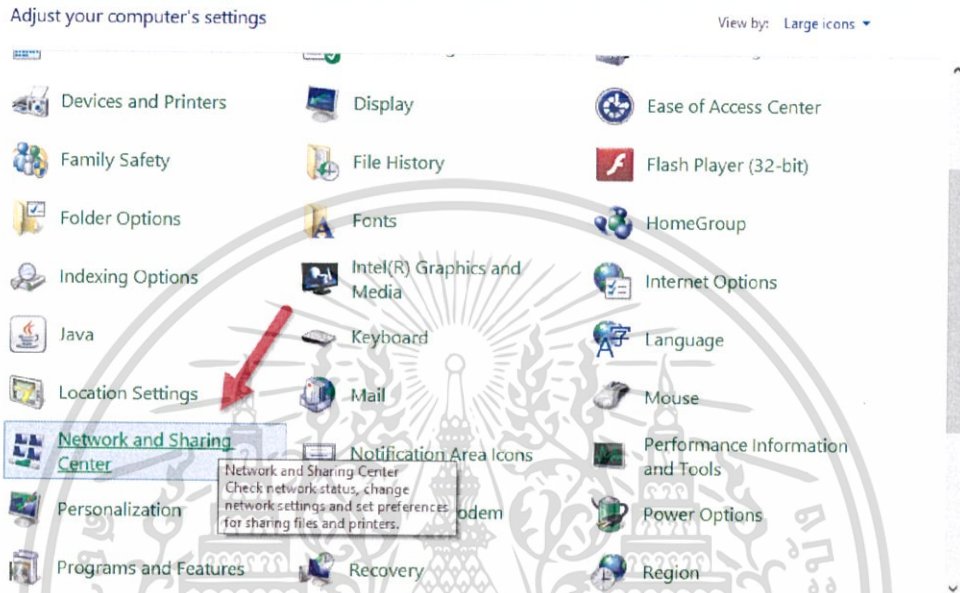 Adjust your computer's settings
View by: Large icons
Devices and Printers
Display
Ease of Access Center
Family Safety
File History
Flash Player (32-bit)
Folder Options
Fonts
HomeGroup
Indexing Options
Intel(R) Graphics and
Media
Internet Options
Java
Keyboard
Language
Location Settings
Mail
Mouse
Network and Sharing
Center
Notification Area Icons
Performance Information
and Tools
Network and Sharing Center
Check network status, change
network settings and set preferences
for sharing files and printers.
Personalization
odem
Power Options
Programs and Features
Recovery
Region